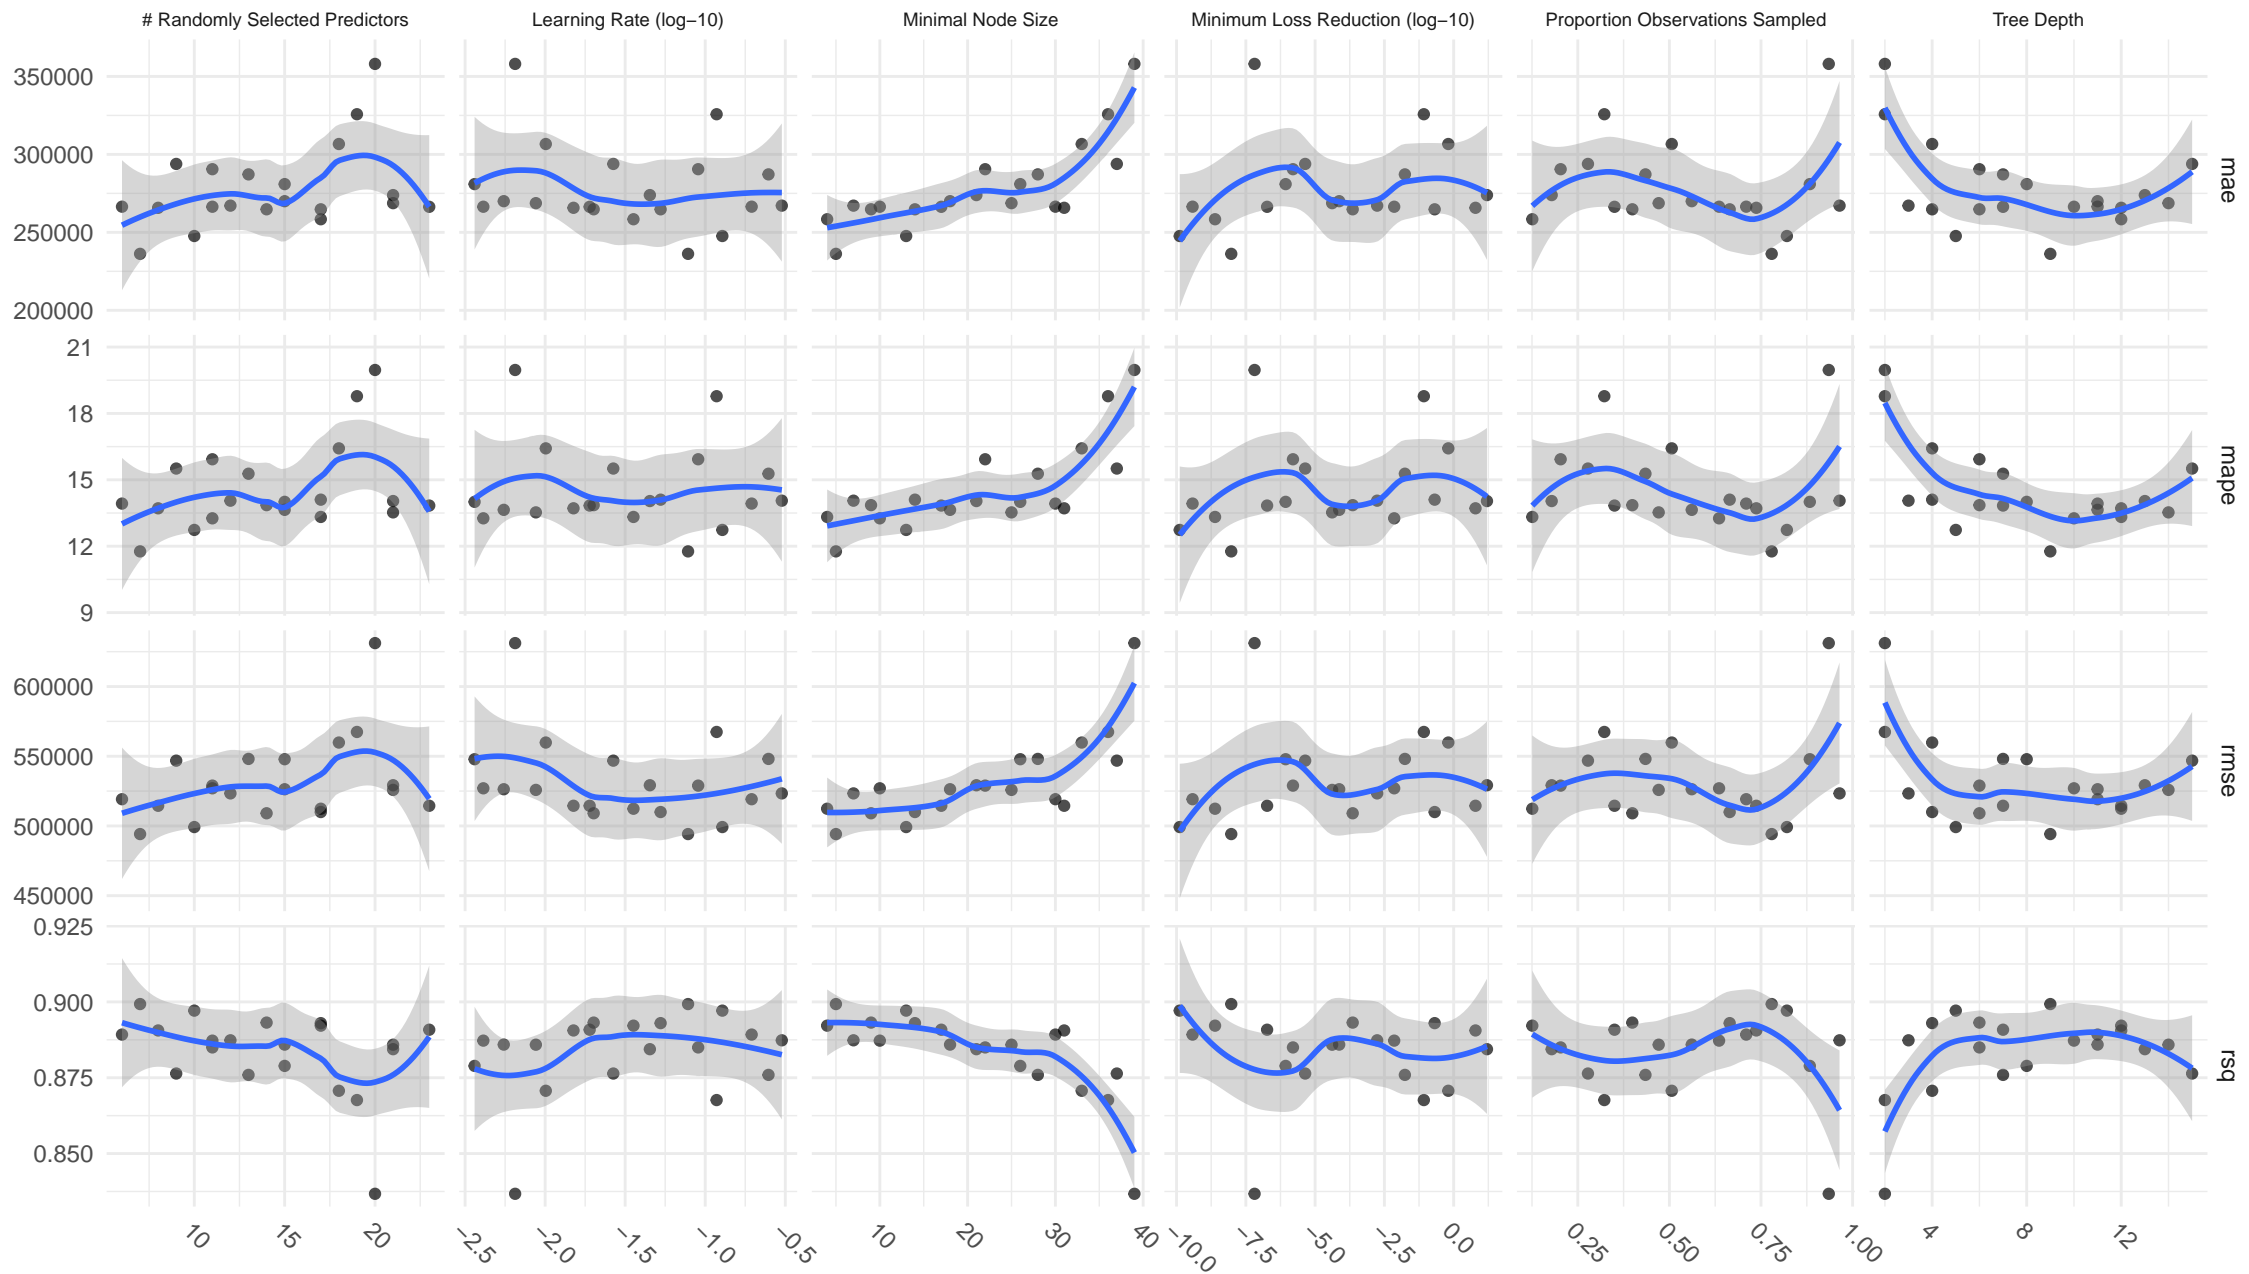 # Randomly Selected Predictors Learning Rate (log−10) Minimal Node Size Minimum Loss Reduction (log−10) Proportion Observations Sampled Tree Depth
350000
300000
250000
200000
mae
21
18
15
12
9
mape
600000
550000
500000
450000
rmse
0.925
0.900
0.875
0.850
rsq
10 15 20 −2.5 −2.0 −1.5 −1.0 −0.5 10 20 30 40 −10.0 −7.5 −5.0 −2.5 0.0 0.25 0.50 0.75 1.00 4 8 12